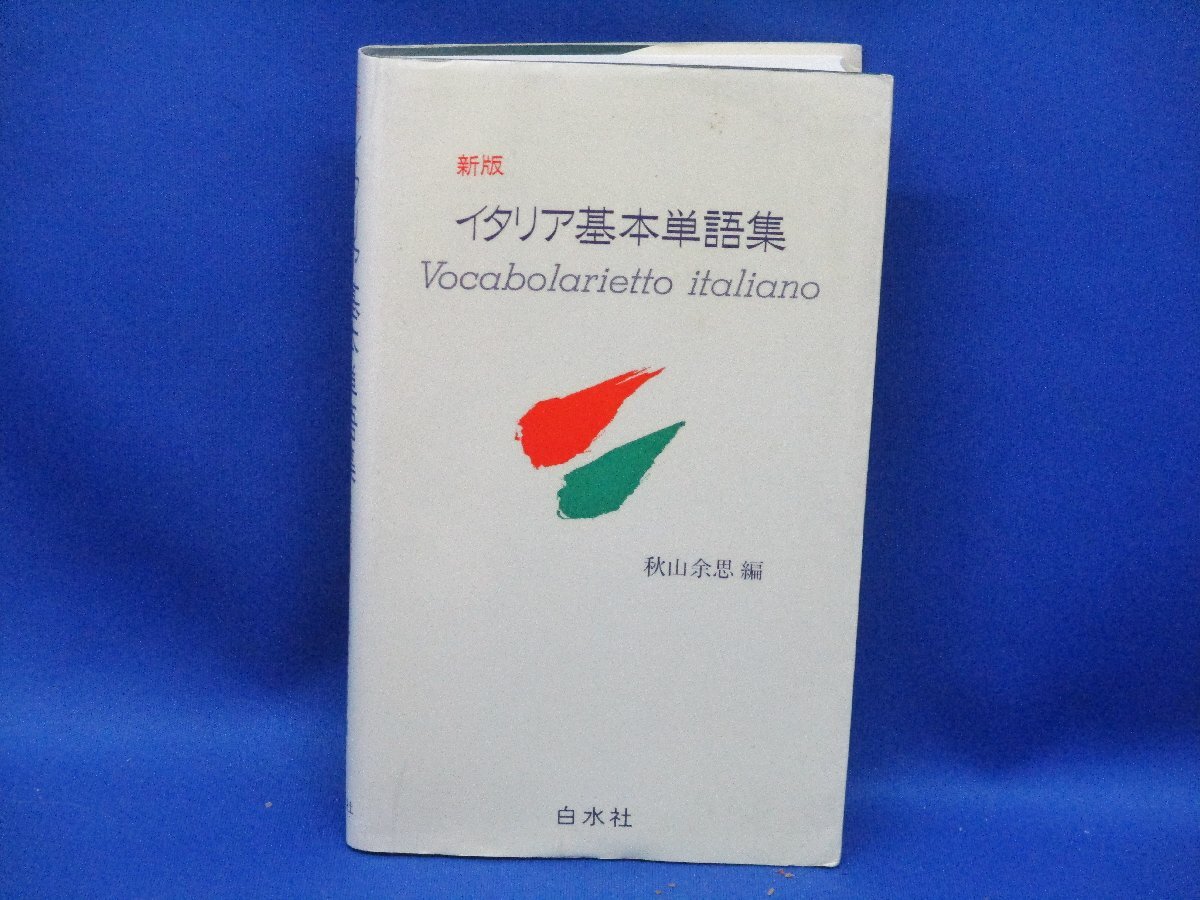 新版
イタリア基本単語集
Vocabolarietto italiano
秋山余思 編
白水社